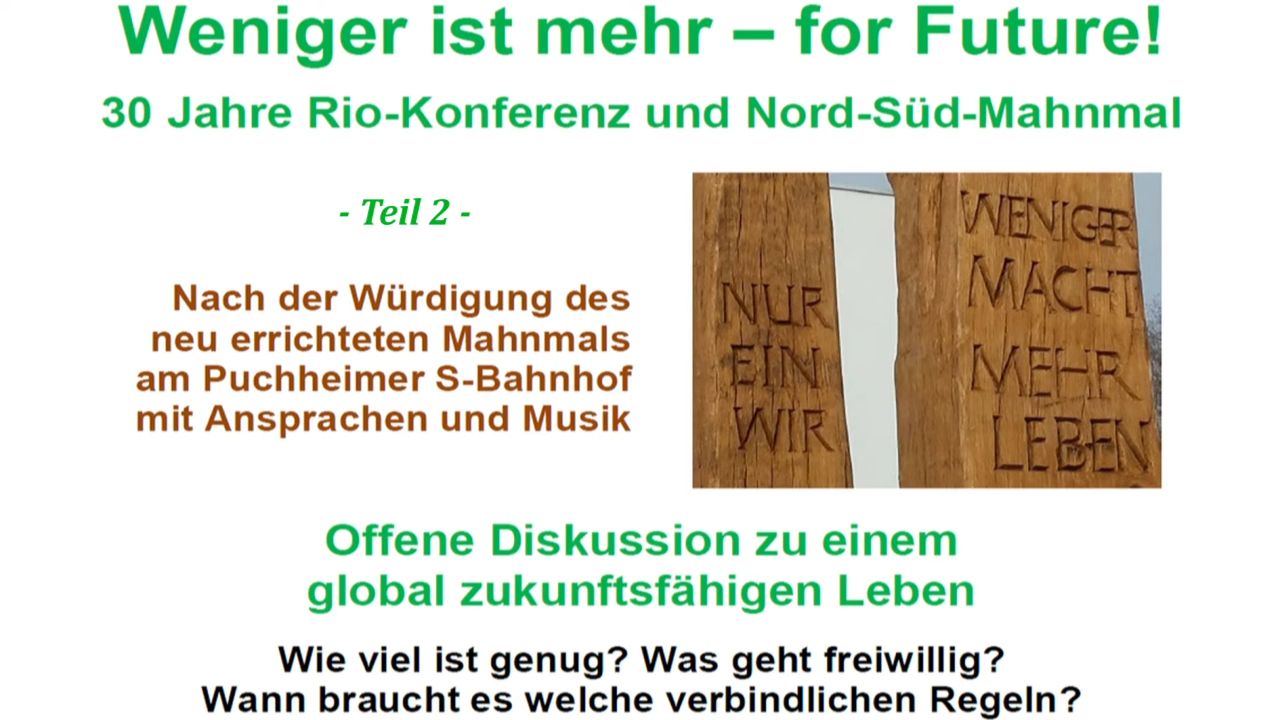 Weniger ist mehr – for Future!
30 Jahre Rio-Konferenz und Nord-Süd-Mahnmal
- Teil 2 -
Nach der Würdigung des
neu errichteten Mahnmals
am Puchheimer S-Bahnhof
mit Ansprachen und Musik
NUR
EIN
WIR
WENIGER
MACHT
MEHR
LEBEN
Offene Diskussion zu einem
global zukunftsfähigen Leben
Wie viel ist genug? Was geht freiwillig?
Wann braucht es welche verbindlichen Regeln?